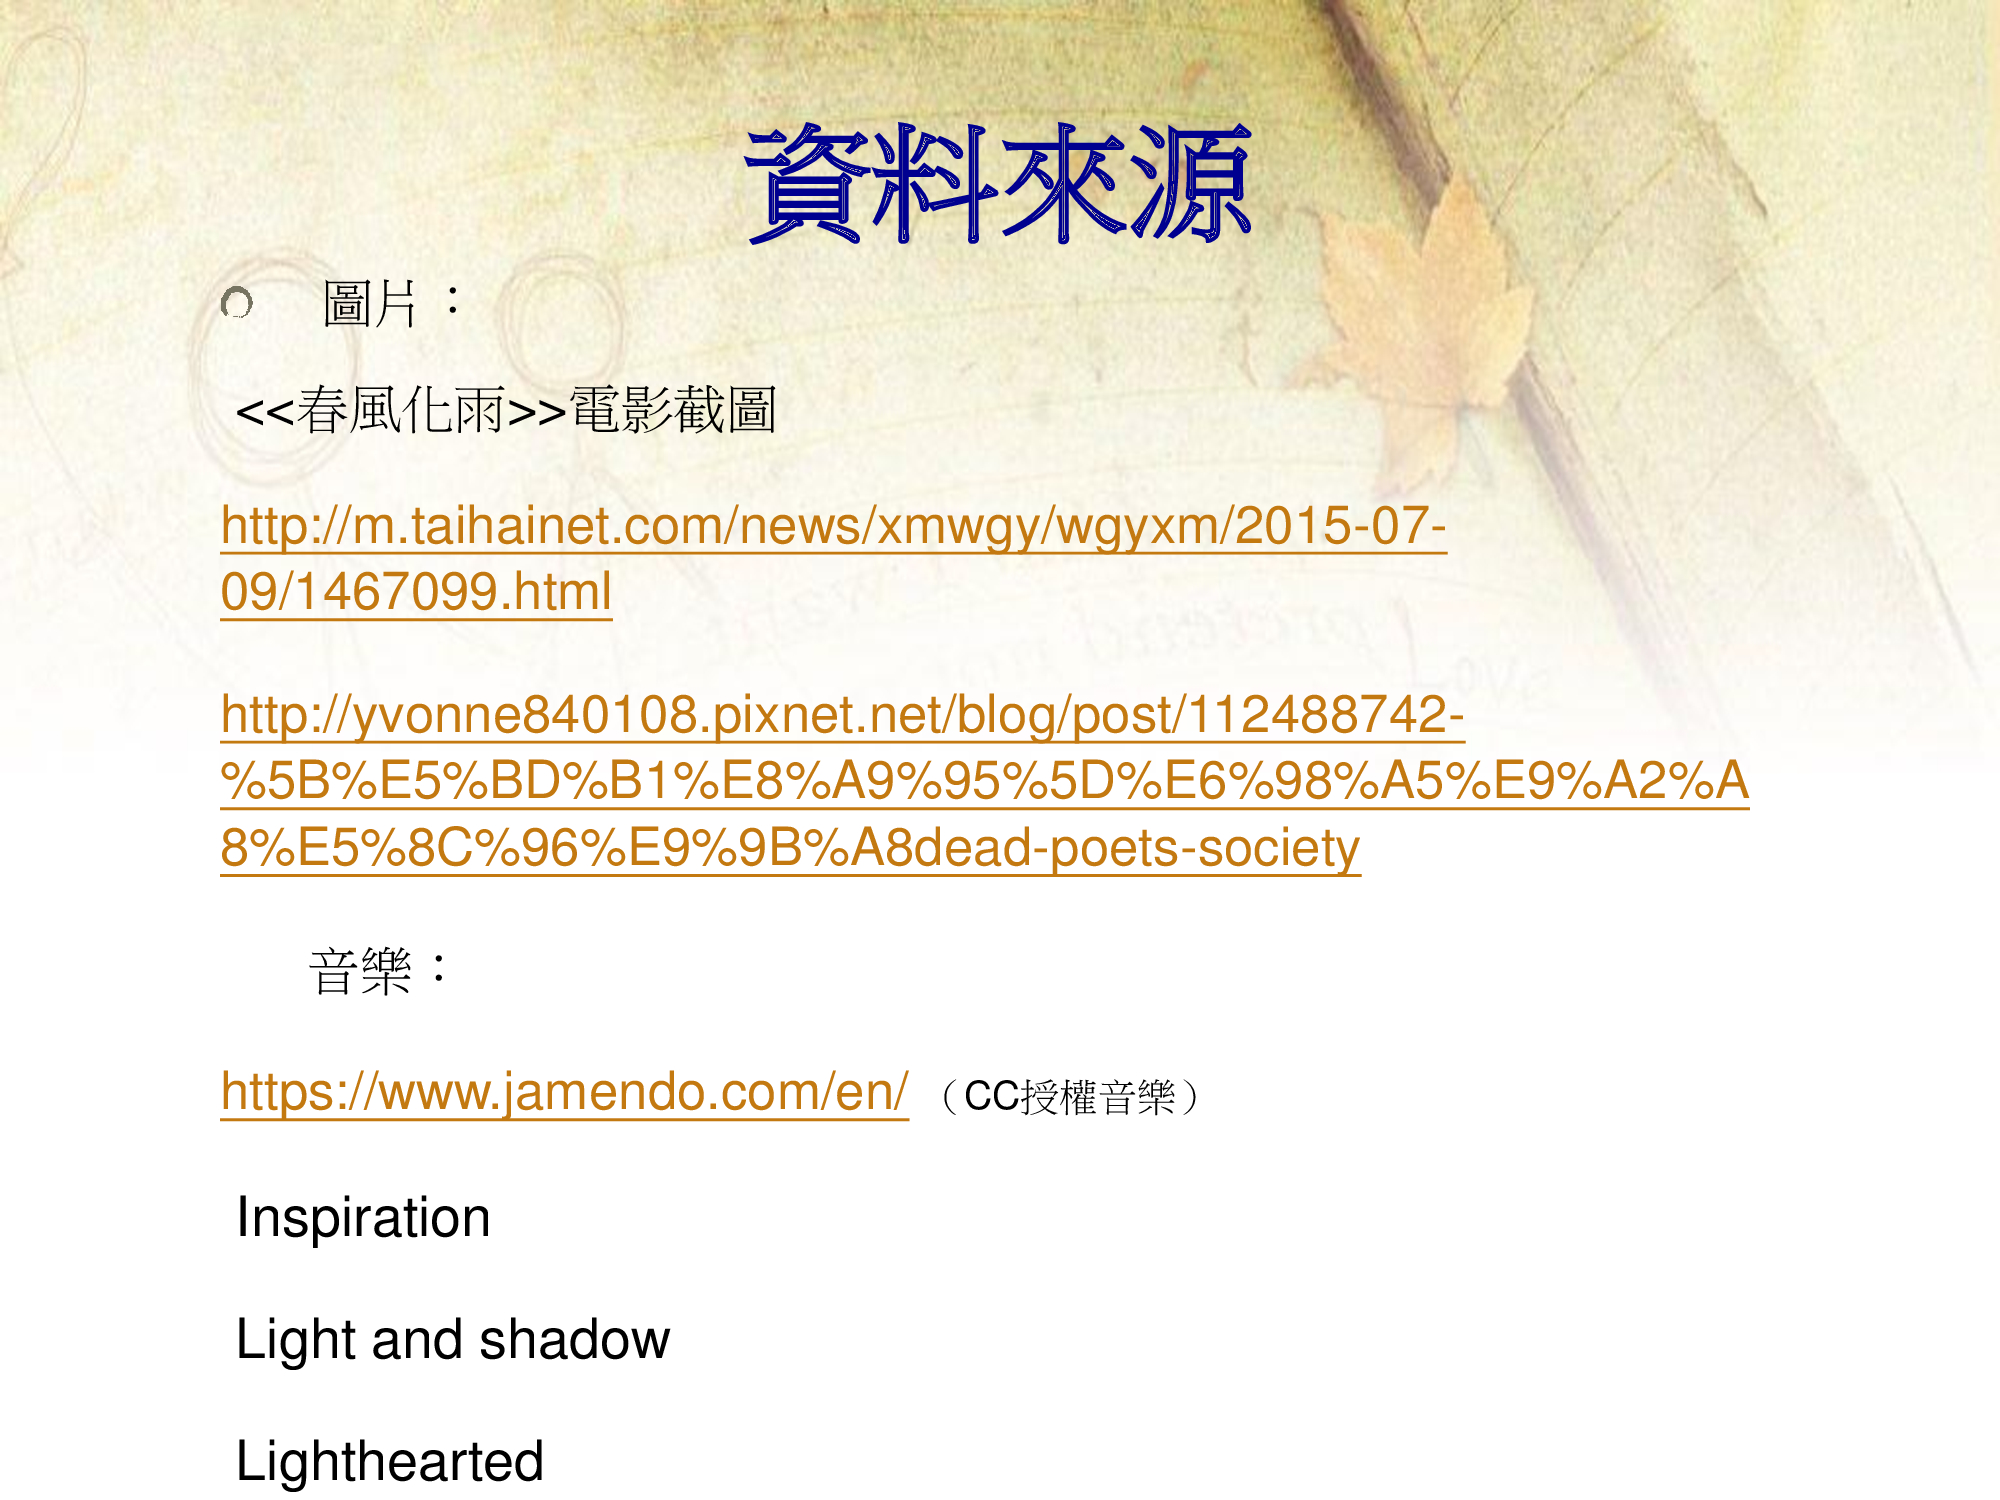 資料來源
圖片：
<<春風化雨>>電影截圖
http://m.taihainet.com/news/xmwgy/wgyxm/2015-07-
09/1467099.html
http://yvonne840108.pixnet.net/blog/post/112488742-
%5B%E5%BD%B1%E8%A9%95%5D%E6%98%A5%E9%A2%A
8%E5%8C%96%E9%9B%A8dead-poets-society
音樂：
https://www.jamendo.com/en/（CC授權音樂）
Inspiration
Light and shadow
Lighthearted